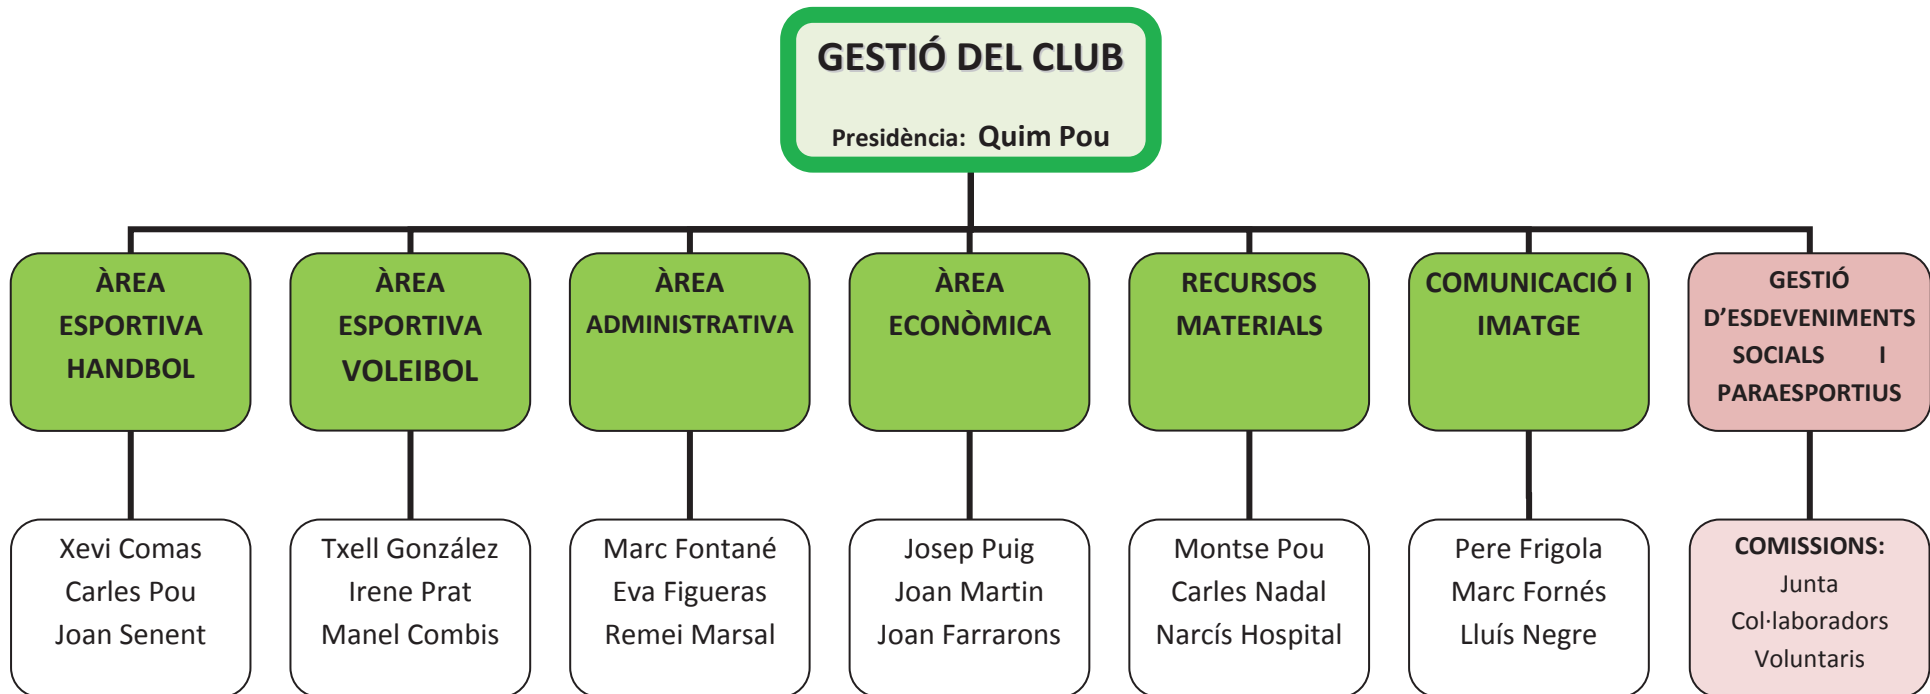 GESTIÓ DEL CLUB
Presidència: Quim Pou
ÀREA
ESPORTIVA
HANDBOL
ÀREA
ESPORTIVA
VOLEIBOL
ÀREA
ADMINISTRATIVA
ÀREA
ECONÒMICA
RECURSOS
MATERIALS
COMUNICACIÓ I
IMATGE
GESTIÓ
D’ESDEVENIMENTS
SOCIALS I
PARAESPORTIUS
Xevi Comas
Carles Pou
Joan Senent
Txell González
Irene Prat
Manel Combis
Marc Fontané
Eva Figueras
Remei Marsal
Josep Puig
Joan Martin
Joan Farrarons
Montse Pou
Carles Nadal
Narcís Hospital
Pere Frigola
Marc Fornés
Lluís Negre
COMISSIONS:
Junta
Col·laboradors
Voluntaris